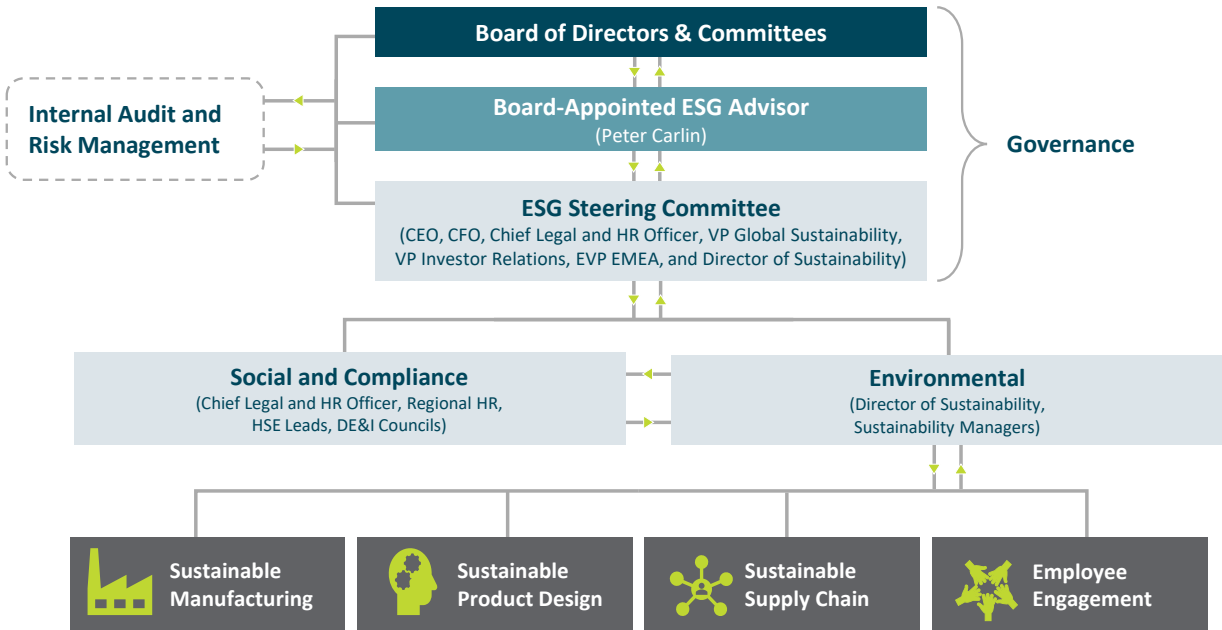 Board of Directors & Committees
Internal Audit and
Risk Management
Board-Appointed ESG Advisor
(Peter Carlin)
Governance
ESG Steering Committee
(CEO, CFO, Chief Legal and HR Officer, VP Global Sustainability,
VP Investor Relations, EVP EMEA, and Director of Sustainability)
Social and Compliance
(Chief Legal and HR Officer, Regional HR,
HSE Leads, DE&I Councils)
Environmental
(Director of Sustainability,
Sustainability Managers)
Sustainable
Manufacturing
Sustainable
Product Design
Sustainable
Supply Chain
Employee
Engagement